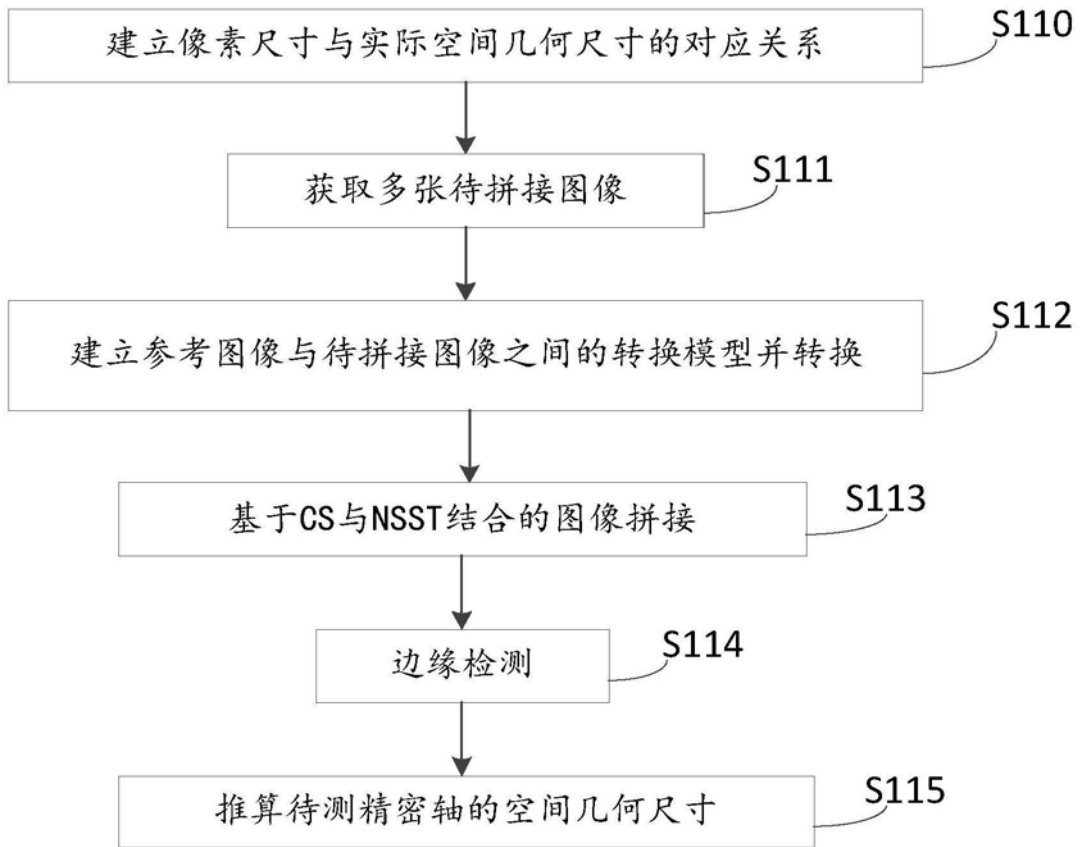 建立像素尺寸与实际空间几何尺寸的对应关系
S110
获取多张待拼接图像
S111
建立参考图像与待拼接图像之间的转换模型并转换
S112
基于CS与NSST结合的图像拼接
S113
边缘检测
S114
推算待测精密轴的空间几何尺寸
S115